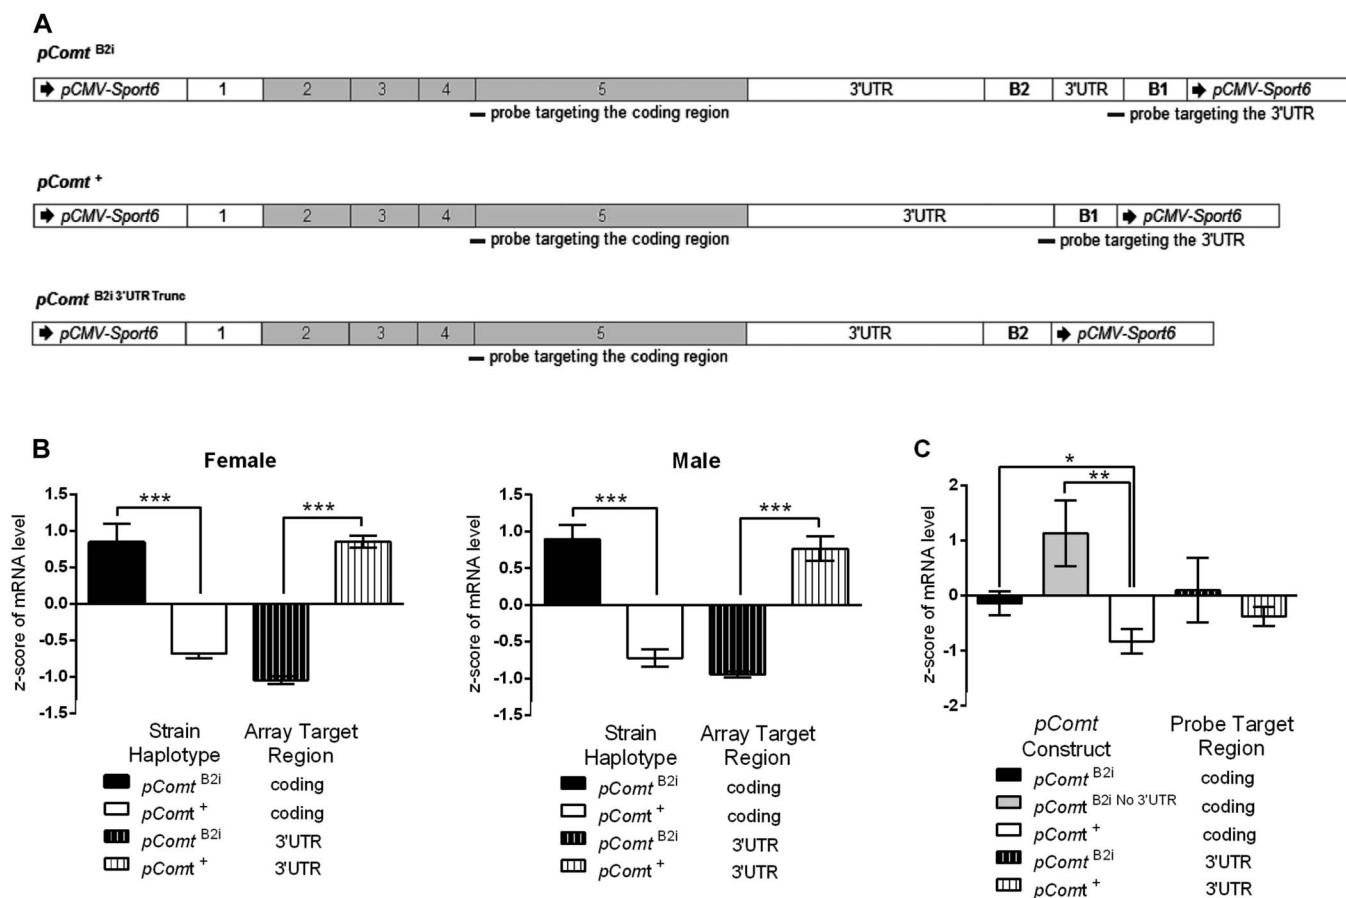 A
pComt B2i
pCMV-Sport6 1 2 3 4 5 3'UTR B2 3'UTR B1 pCMV-Sport6
probe targeting the coding region probe targeting the 3'UTR
pComt +
pCMV-Sport6 1 2 3 4 5 3'UTR B1 pCMV-Sport6
probe targeting the coding region probe targeting the 3'UTR
pComt B2i 3'UTR Trunc
pCMV-Sport6 1 2 3 4 5 3'UTR B2 pCMV-Sport6
probe targeting the coding region
B
Female
z-score of mRNA level
1.5
1.0
0.5
0.0
-0.5
-1.0
-1.5
*** ***
Strain Haplotype
Array Target Region
pComt B2i coding
pComt + coding
pComt B2i 3'UTR
pComt + 3'UTR
Male
z-score of mRNA level
1.5
1.0
0.5
0.0
-0.5
-1.0
-1.5
*** ***
Strain Haplotype
Array Target Region
pComt B2i coding
pComt + coding
pComt B2i 3'UTR
pComt + 3'UTR
C
z-score of mRNA level
2
1
0
-1
-2
*
**
pComt Construct
Probe Target Region
pComt B2i coding
pComt B2i No 3'UTR coding
pComt + coding
pComt B2i 3'UTR
pComt + 3'UTR